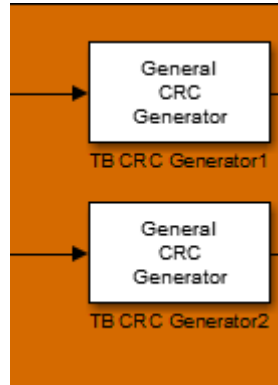 General
CRC
Generator
TB CRC Generator1
General
CRC
Generator
TB CRC Generator2